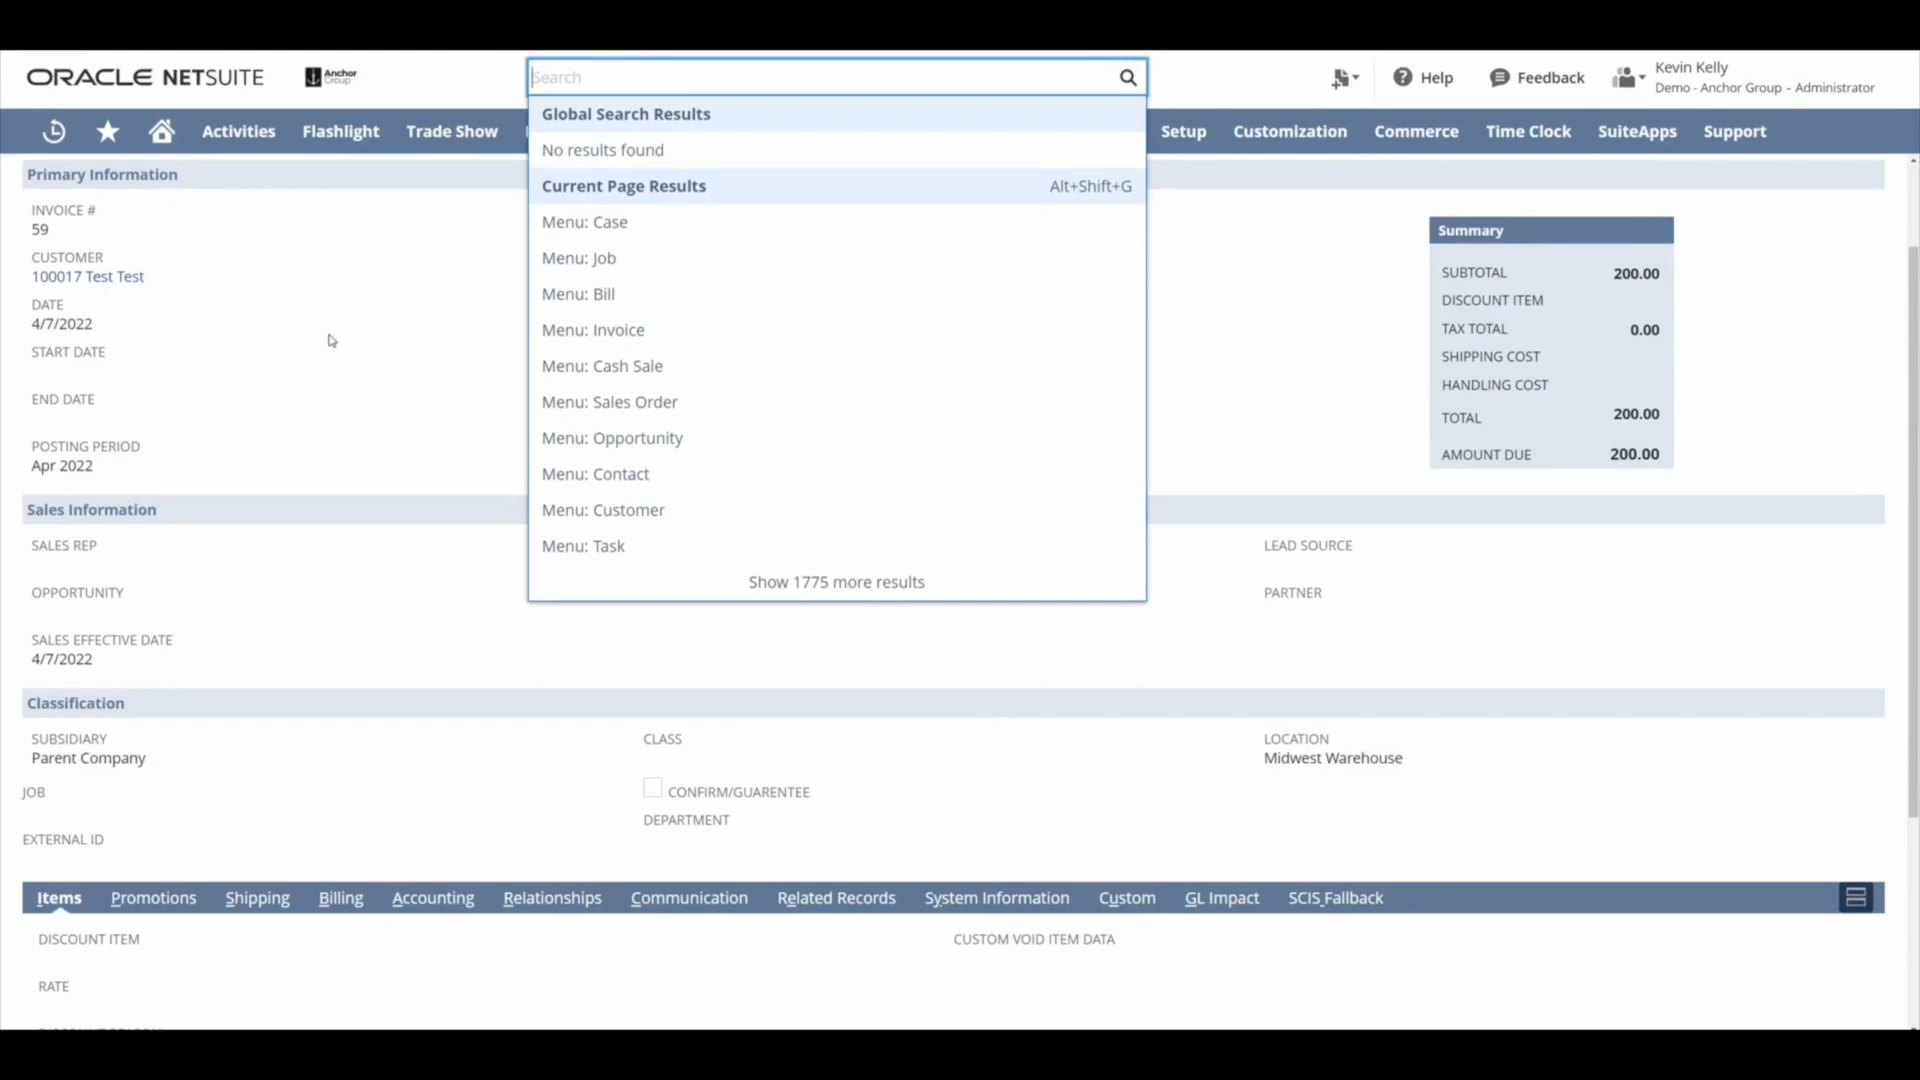 ORACLE NETSUITE
Anchor
Group
Search
Help
Feedback
Kevin Kelly
Demo - Anchor Group - Administrator
Activities
Flashlight
Trade Show
Setup
Customization
Commerce
Time Clock
SuiteApps
Support
Global Search Results
No results found
Current Page Results
Alt+Shift+G
Menu: Case
Menu: Job
Menu: Bill
Menu: Invoice
Menu: Cash Sale
Menu: Sales Order
Menu: Opportunity
Menu: Contact
Menu: Customer
Menu: Task
Show 1775 more results
Primary Information
INVOICE #
59
CUSTOMER
100017 Test Test
DATE
4/7/2022
START DATE
END DATE
POSTING PERIOD
Apr 2022
Summary
SUBTOTAL 200.00
DISCOUNT ITEM
TAX TOTAL 0.00
SHIPPING COST
HANDLING COST
TOTAL 200.00
AMOUNT DUE 200.00
Sales Information
SALES REP
LEAD SOURCE
OPPORTUNITY
PARTNER
SALES EFFECTIVE DATE
4/7/2022
Classification
SUBSIDIARY
Parent Company
JOB
EXTERNAL ID
CLASS
CONFIRM/GUARENTEE
DEPARTMENT
LOCATION
Midwest Warehouse
Items
Promotions
Shipping
Billing
Accounting
Relationships
Communication
Related Records
System Information
Custom
GL Impact
SCIS Fallback
DISCOUNT ITEM
CUSTOM VOID ITEM DATA
RATE